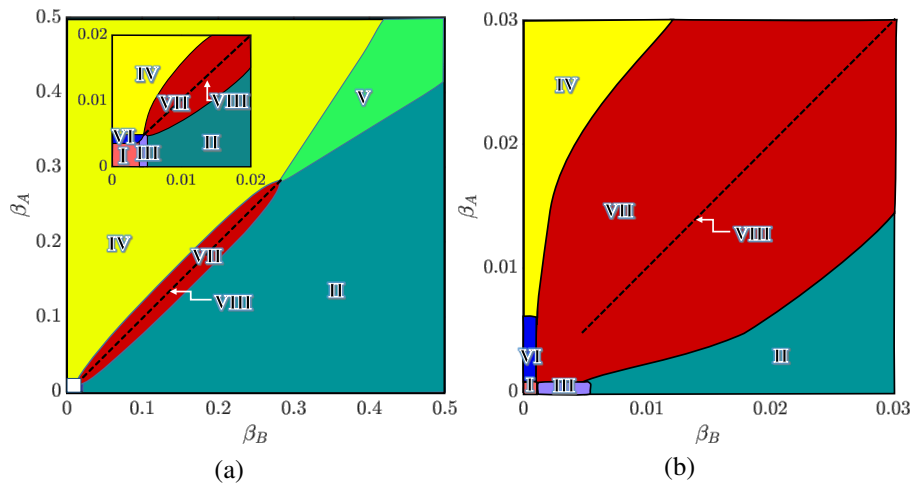 0.5
0.4
0.3
0.2
0.1
0
β_A
0 0.1 0.2 0.3 0.4 0.5
β_B
0.02
0.01
0
0 0.01 0.02
IV
VII
VIII
VI
I
III
II
V
IV
VII
VIII
II
(a)
0.03
0.02
0.01
0
β_A
0 0.01 0.02 0.03
β_B
IV
VII
VIII
VI
I
III
II
(b)